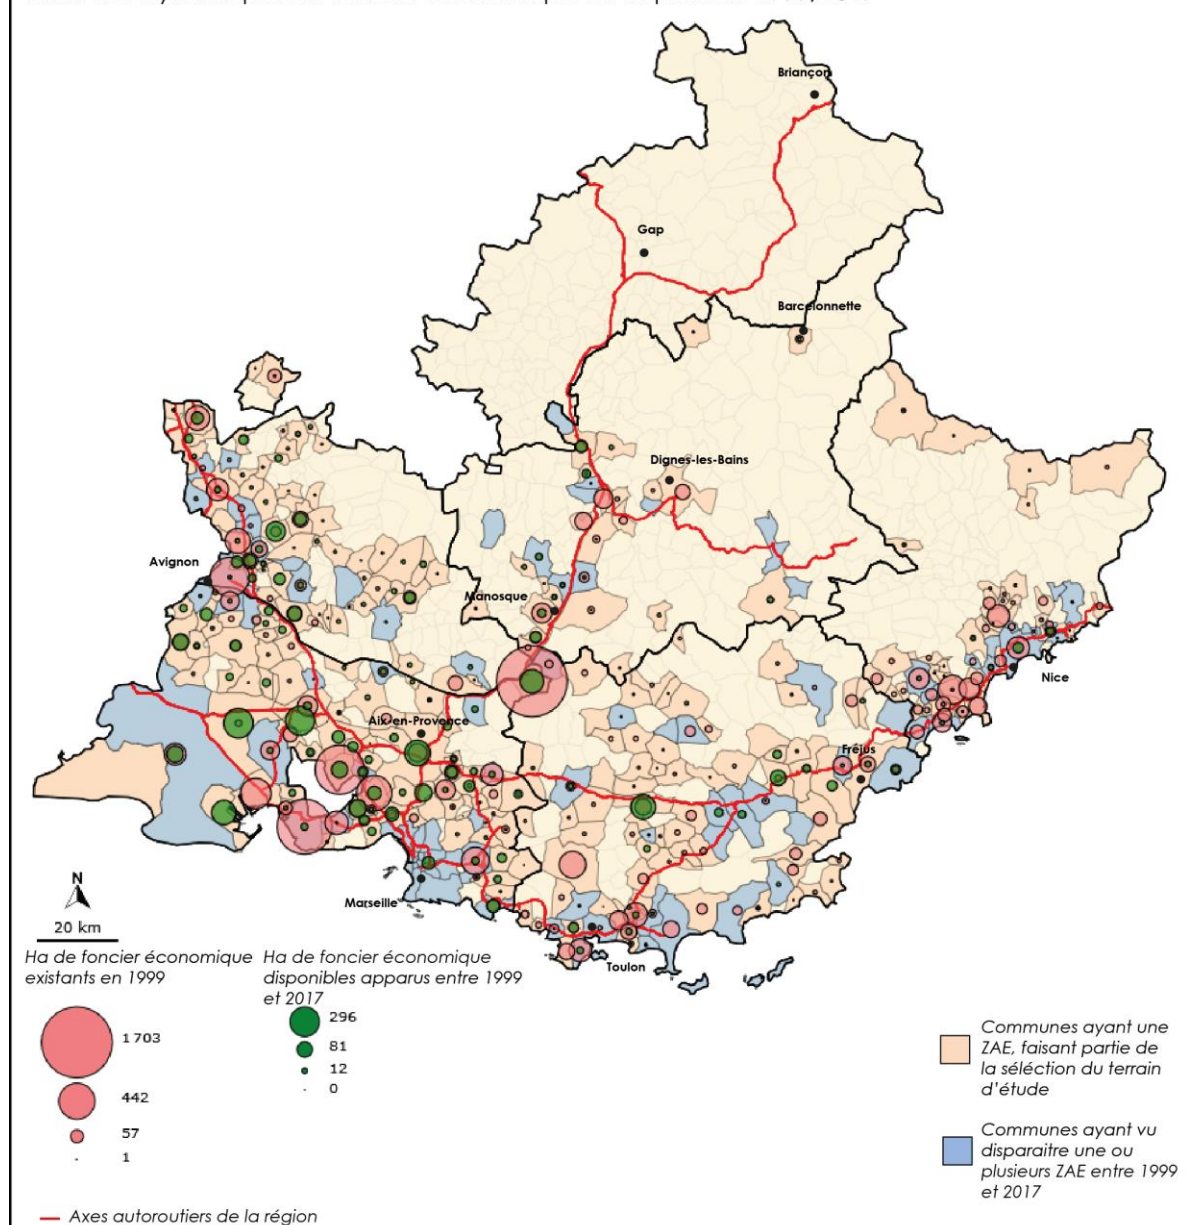 Briançon
Gap
Barcelonnette
Dignes-les-Bains
Avignon
Manosque
Nice
Aix-en-Provence
Fréjus
Marseille
Toulon
N
20 km
Ha de foncier économique
existants en 1999
1 703
442
57
1
Ha de foncier économique
disponibles apparus entre 1999
et 2017
296
81
12
0
Communes ayant une
ZAE, faisant partie de
la séléction du terrain
d'étude
Communes ayant vu
disparaitre une ou
plusieurs ZAE entre 1999
et 2017
Axes autoroutiers de la région